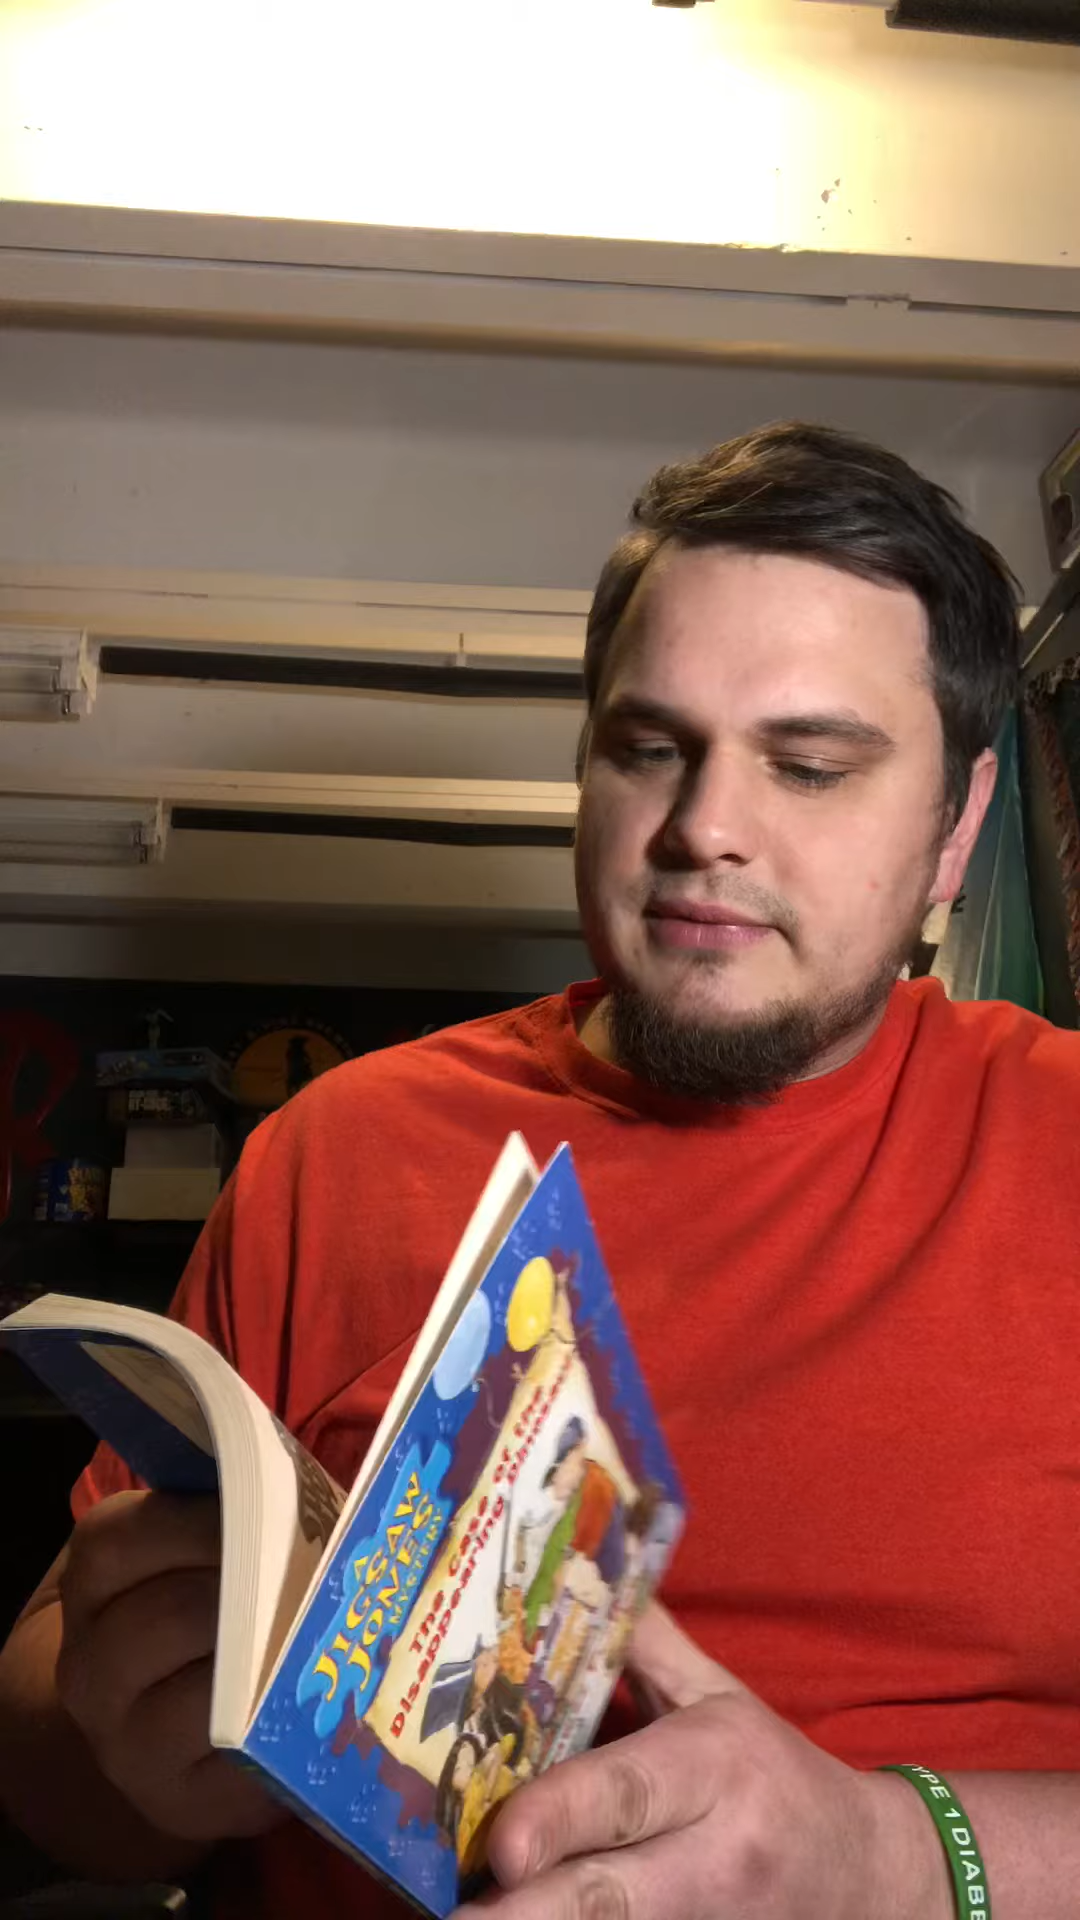 A
JIGSAW
JONES
MYSTERY
The Case of the
Disappearing Dinosaur
TYPE 1 DIABE